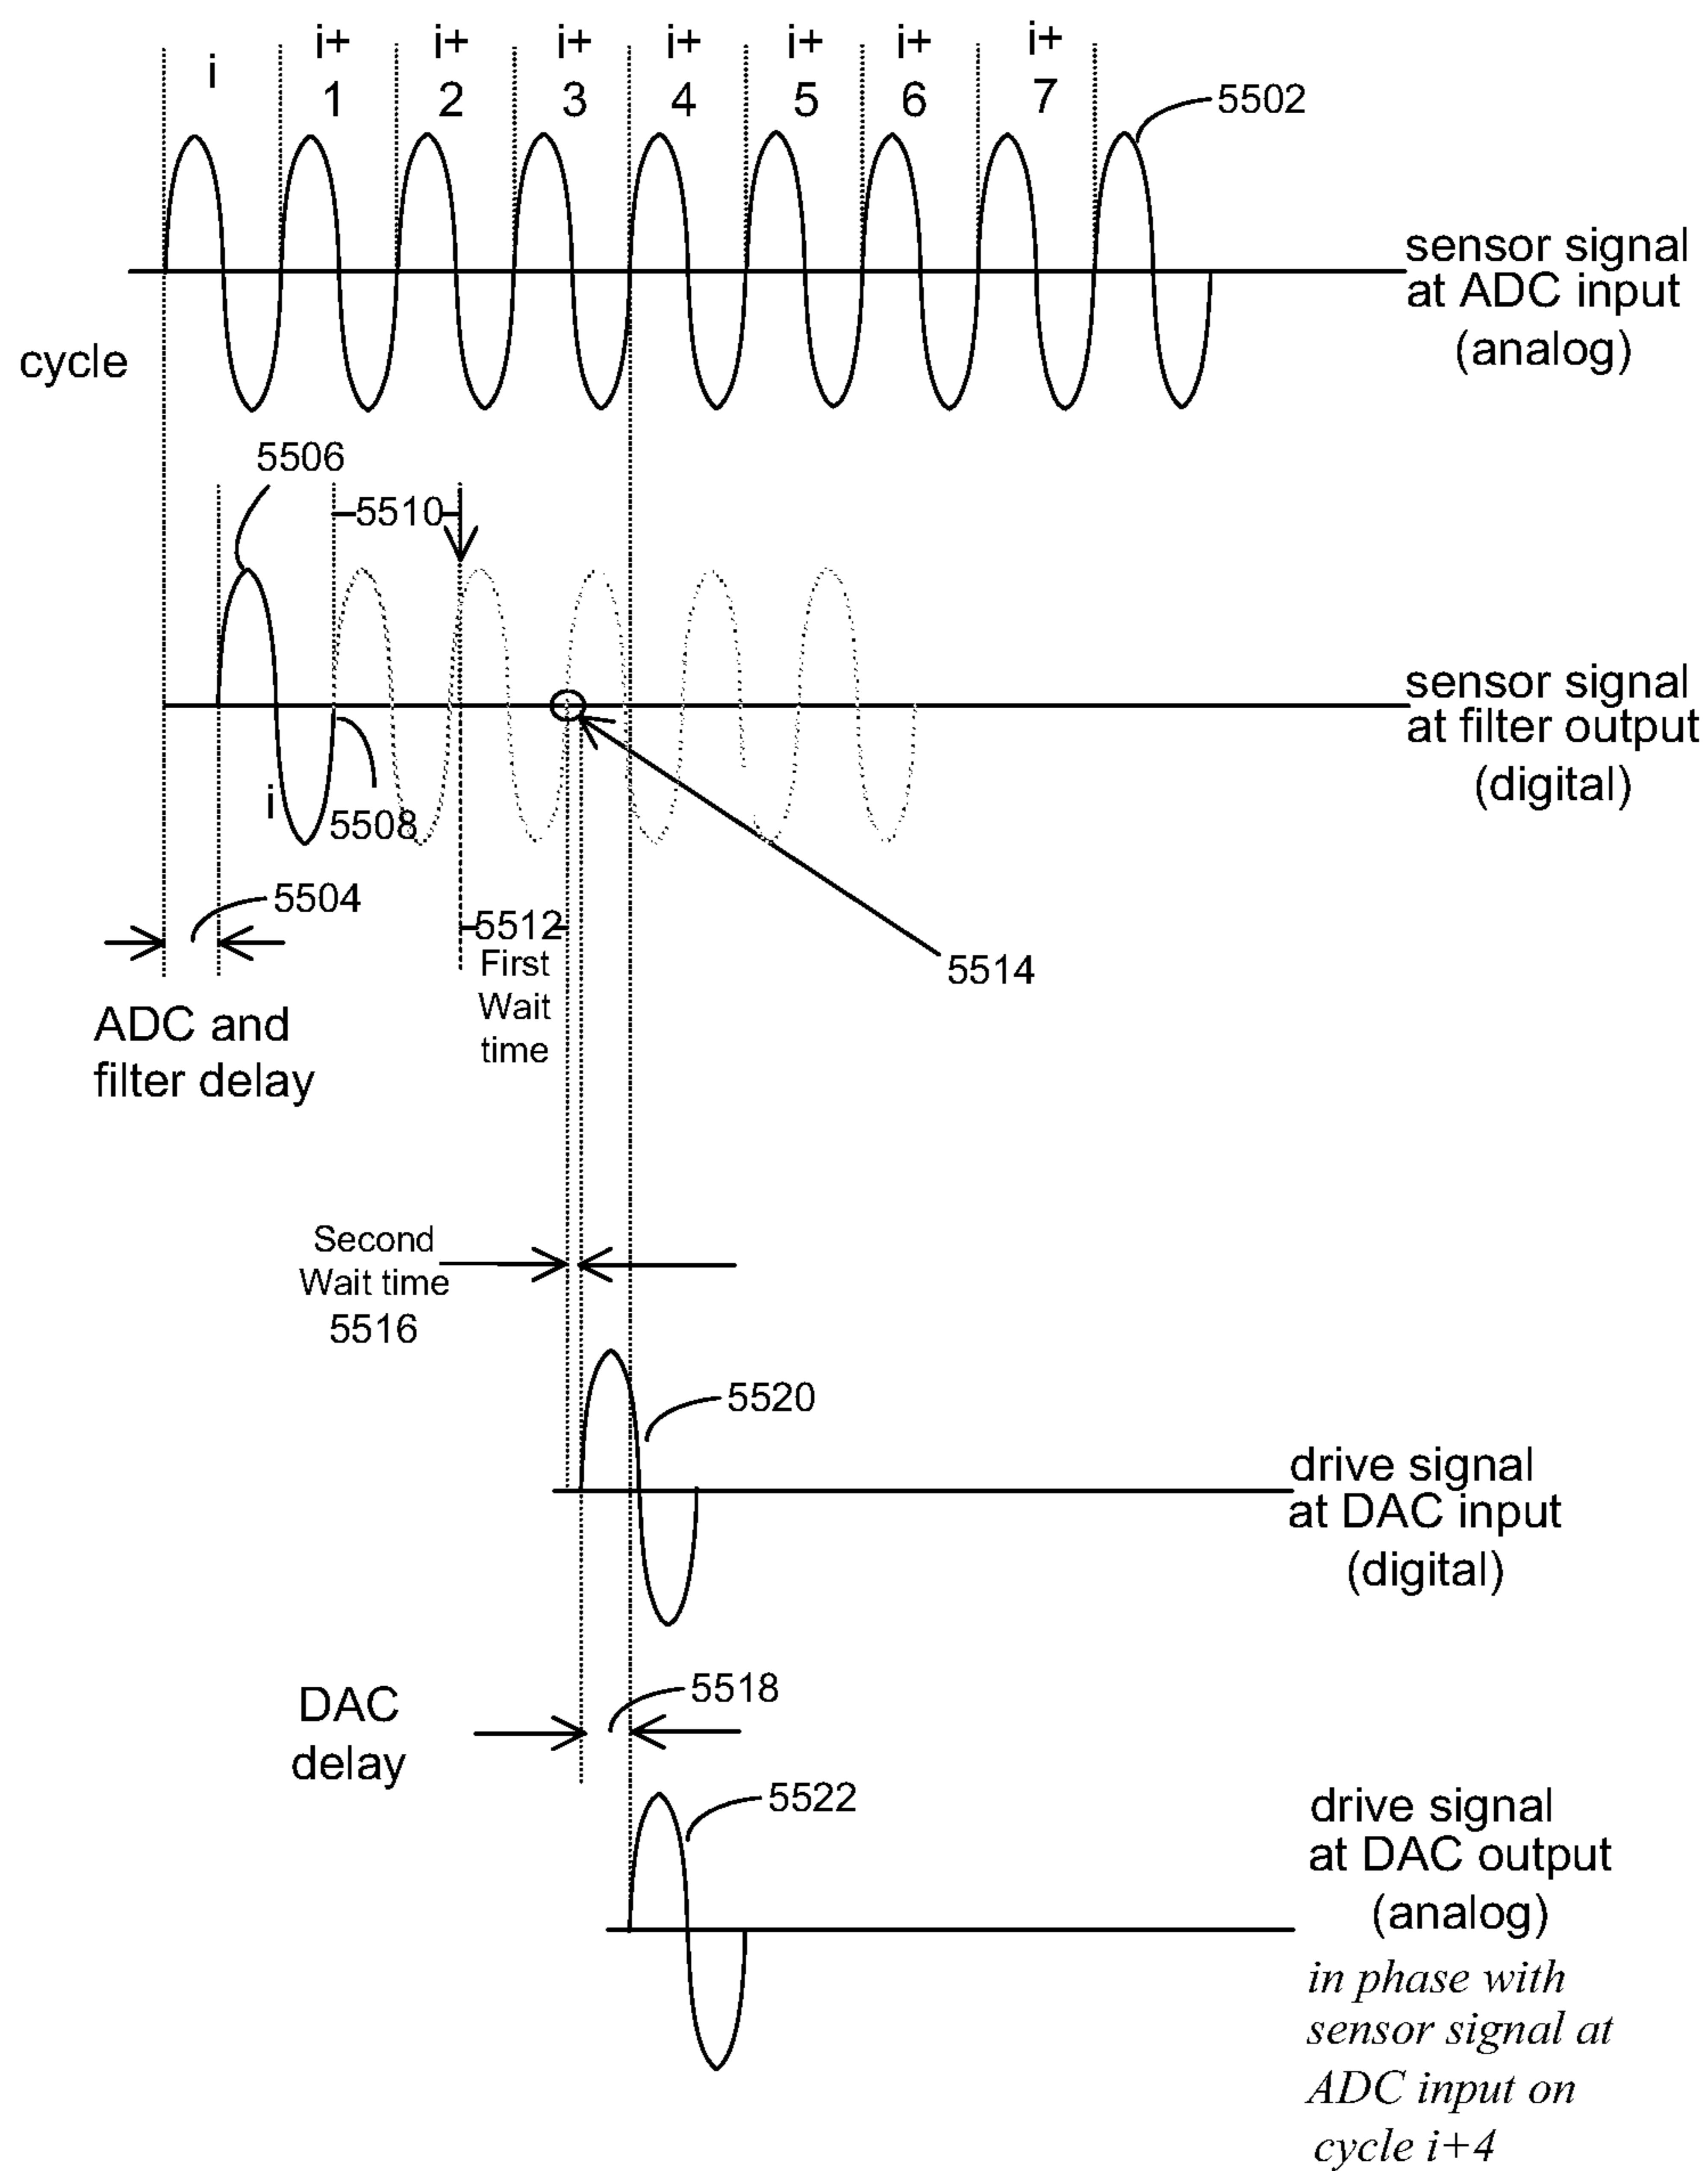 i
i+
1
i+
2
i+
3
i+
4
i+
5
i+
6
i+
7
5502
sensor signal
at ADC input
(analog)
cycle
5506
5510
sensor signal
at filter output
(digital)
i
5508
5504
5512
First
Wait
time
5514
ADC and
filter delay
Second
Wait time
5516
5520
drive signal
at DAC input
(digital)
DAC
delay
5518
5522
drive signal
at DAC output
(analog)
in phase with
sensor signal at
ADC input on
cycle i+4